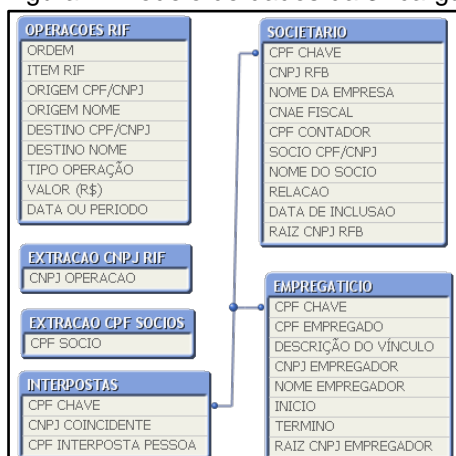 OPERACOES RIF
ORDEM
ITEM RIF
ORIGEM CPF/CNPJ
ORIGEM NOME
DESTINO CPF/CNPJ
DESTINO NOME
TIPO OPERAÇÃO
VALOR (R$)
DATA OU PERIODO
EXTRACAO CNPJ RIF
CNPJ OPERACAO
EXTRACAO CPF SOCIOS
CPF SOCIO
INTERPOSTAS
CPF CHAVE
CNPJ COINCIDENTE
CPF INTERPOSTA PESSOA
SOCIETARIO
CPF CHAVE
CNPJ RFB
NOME DA EMPRESA
CNAE FISCAL
CPF CONTADOR
SOCIO CPF/CNPJ
NOME DO SOCIO
RELACAO
DATA DE INCLUSAO
RAIZ CNPJ RFB
EMPREGATICIO
CPF CHAVE
CPF EMPREGADO
DESCRIÇÃO DO VÍNCULO
CNPJ EMPREGADOR
NOME EMPREGADOR
INICIO
TERMINO
RAIZ CNPJ EMPREGADOR